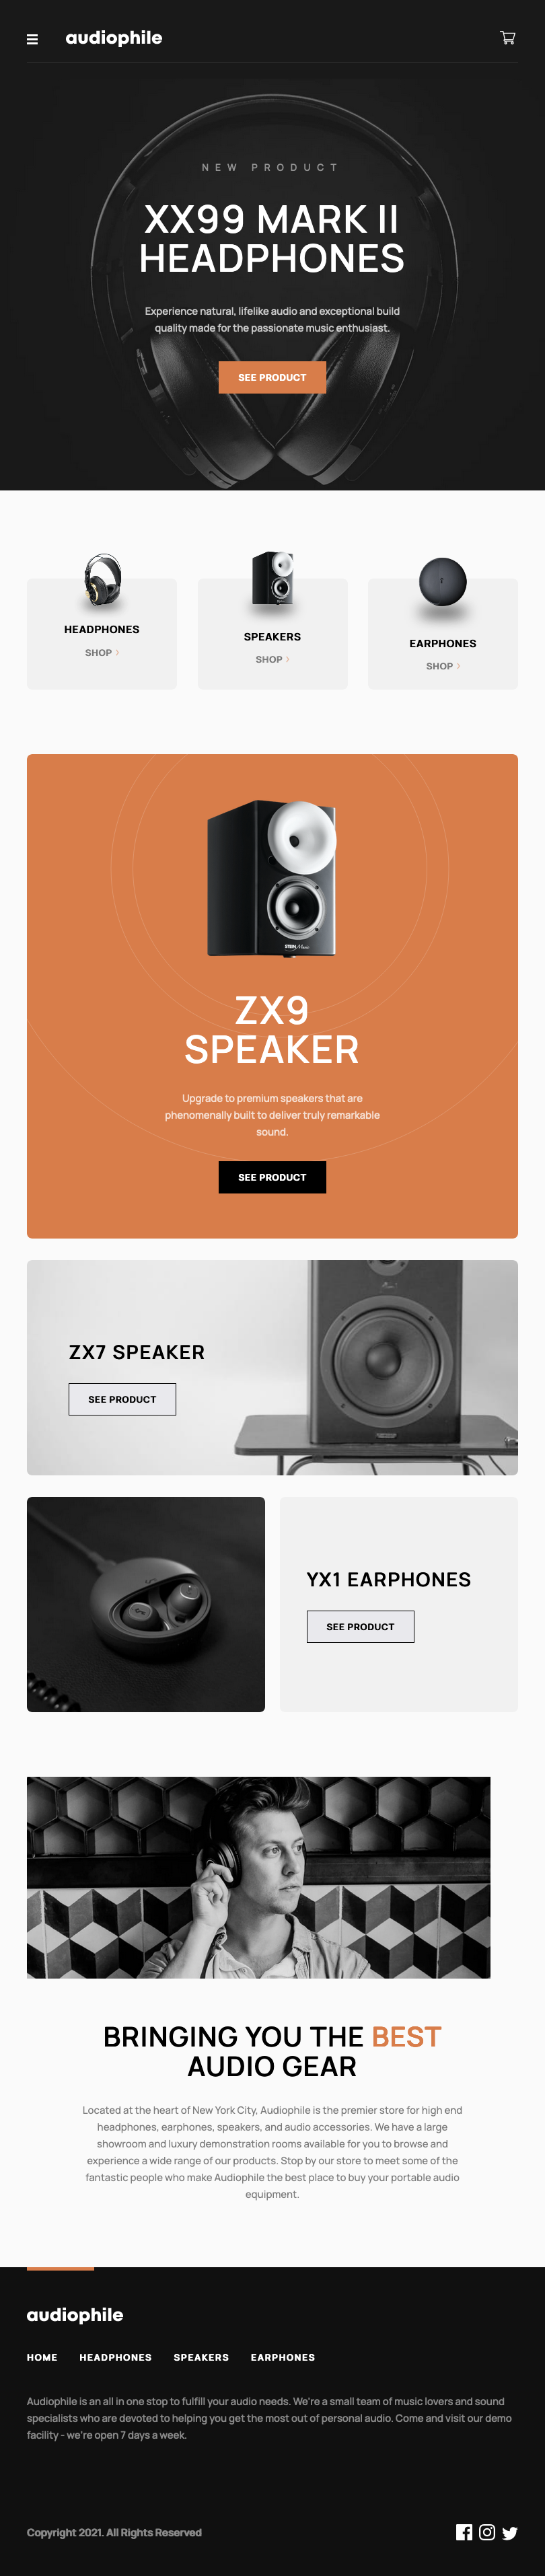 audiophile
NEW PRODUCT
XX99 MARK II
HEADPHONES
Experience natural, lifelike audio and exceptional build
quality made for the passionate music enthusiast.
SEE PRODUCT
HEADPHONES
SHOP
SPEAKERS
SHOP
EARPHONES
SHOP
ZX9
SPEAKER
Upgrade to premium speakers that are
phenomenally built to deliver truly remarkable
sound.
SEE PRODUCT
ZX7 SPEAKER
SEE PRODUCT
YX1 EARPHONES
SEE PRODUCT
BRINGING YOU THE BEST
AUDIO GEAR
Located at the heart of New York City, Audiophile is the premier store for high end
headphones, earphones, speakers, and audio accessories. We have a large
showroom and luxury demonstration rooms available for you to browse and
experience a wide range of our products. Stop by our store to meet some of the
fantastic people who make Audiophile the best place to buy your portable audio
equipment.
audiophile
HOME HEADPHONES SPEAKERS EARPHONES
Audiophile is an all in one stop to fulfill your audio needs. We're a small team of music lovers and sound
specialists who are devoted to helping you get the most out of personal audio. Come and visit our demo
facility - we're open 7 days a week.
Copyright 2021. All Rights Reserved